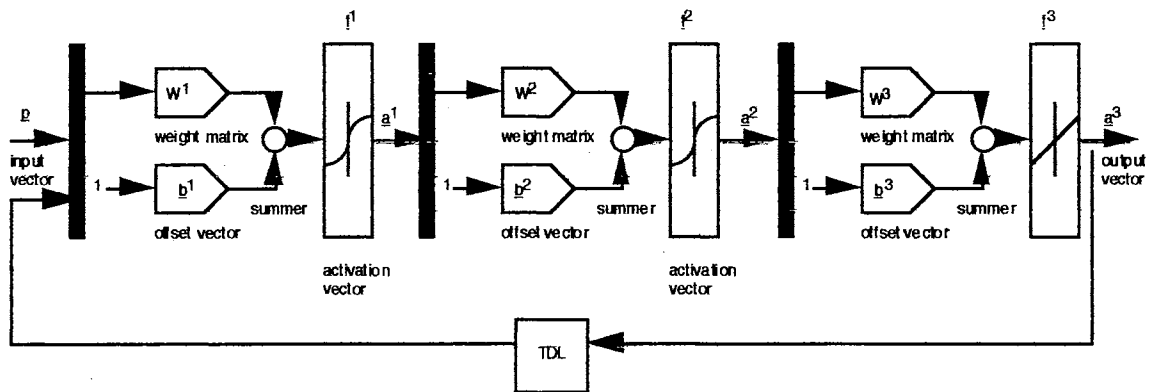 f¹ f² f³
W¹ W² W³
p a¹ a² a³
weight matrix weight matrix weight matrix
input vector output vector
1 b¹ 1 b² 1 b³
summer summer summer
offset vector offset vector offset vector
activation vector activation vector
TDL